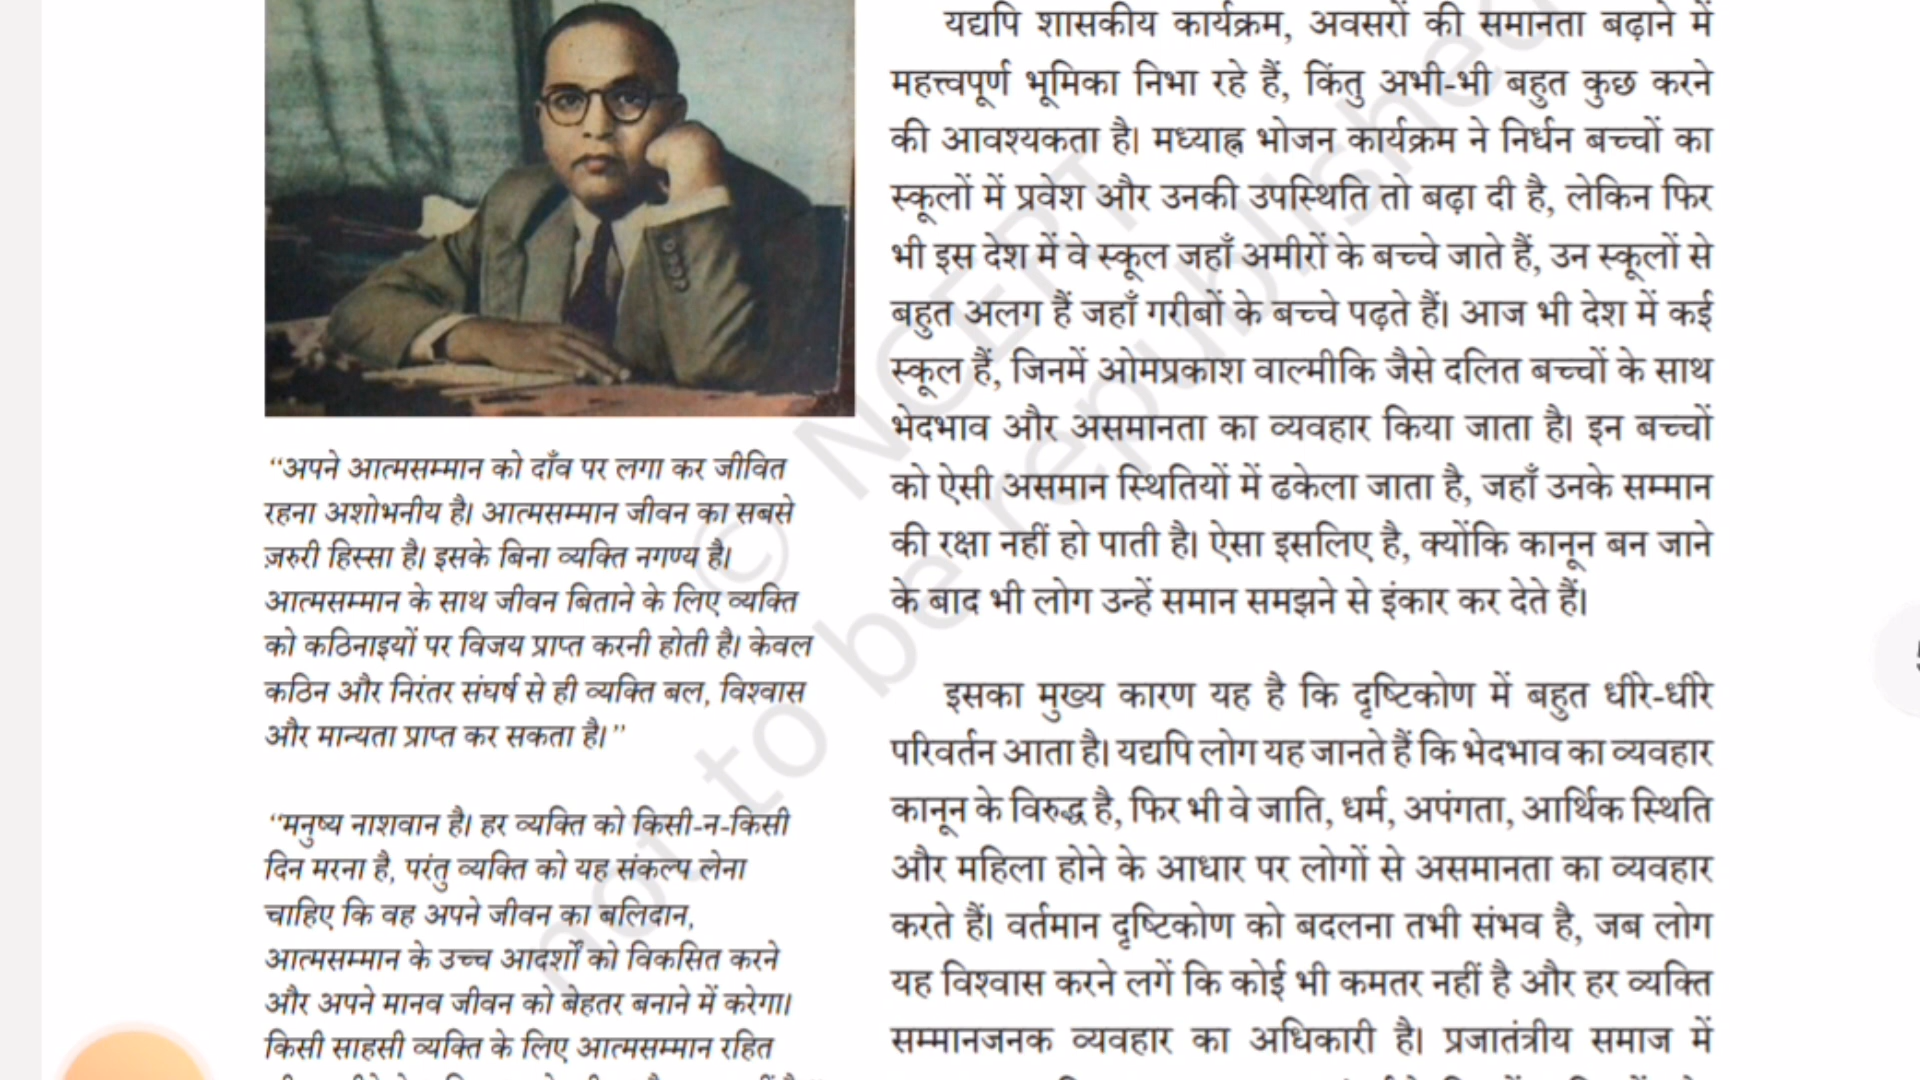 “अपने आत्मसम्मान को दाँव पर लगा कर जीवित
रहना अशोभनीय है। आत्मसम्मान जीवन का सबसे
ज़रुरी हिस्सा है। इसके बिना व्यक्ति नगण्य है।
आत्मसम्मान के साथ जीवन बिताने के लिए व्यक्ति
को कठिनाइयों पर विजय प्राप्त करनी होती है। केवल
कठिन और निरंतर संघर्ष से ही व्यक्ति बल, विश्वास
और मान्यता प्राप्त कर सकता है।”
“मनुष्य नाशवान है। हर व्यक्ति को किसी-न-किसी
दिन मरना है, परंतु व्यक्ति को यह संकल्प लेना
चाहिए कि वह अपने जीवन का बलिदान,
आत्मसम्मान के उच्च आदर्शों को विकसित करने
और अपने मानव जीवन को बेहतर बनाने में करेगा।
किसी साहसी व्यक्ति के लिए आत्मसम्मान रहित
यद्यपि शासकीय कार्यक्रम, अवसरों की समानता बढ़ाने में
महत्त्वपूर्ण भूमिका निभा रहे हैं, किंतु अभी-भी बहुत कुछ करने
की आवश्यकता है। मध्याह्न भोजन कार्यक्रम ने निर्धन बच्चों का
स्कूलों में प्रवेश और उनकी उपस्थिति तो बढ़ा दी है, लेकिन फिर
भी इस देश में वे स्कूल जहाँ अमीरों के बच्चे जाते हैं, उन स्कूलों से
बहुत अलग हैं जहाँ गरीबों के बच्चे पढ़ते हैं। आज भी देश में कई
स्कूल हैं, जिनमें ओमप्रकाश वाल्मीकि जैसे दलित बच्चों के साथ
भेदभाव और असमानता का व्यवहार किया जाता है। इन बच्चों
को ऐसी असमान स्थितियों में ढकेला जाता है, जहाँ उनके सम्मान
की रक्षा नहीं हो पाती है। ऐसा इसलिए है, क्योंकि कानून बन जाने
के बाद भी लोग उन्हें समान समझने से इंकार कर देते हैं।
इसका मुख्य कारण यह है कि दृष्टिकोण में बहुत धीरे-धीरे
परिवर्तन आता है। यद्यपि लोग यह जानते हैं कि भेदभाव का व्यवहार
कानून के विरुद्ध है, फिर भी वे जाति, धर्म, अपंगता, आर्थिक स्थिति
और महिला होने के आधार पर लोगों से असमानता का व्यवहार
करते हैं। वर्तमान दृष्टिकोण को बदलना तभी संभव है, जब लोग
यह विश्वास करने लगें कि कोई भी कमतर नहीं है और हर व्यक्ति
सम्मानजनक व्यवहार का अधिकारी है। प्रजातंत्रीय समाज में
© NCERT
not to be republished